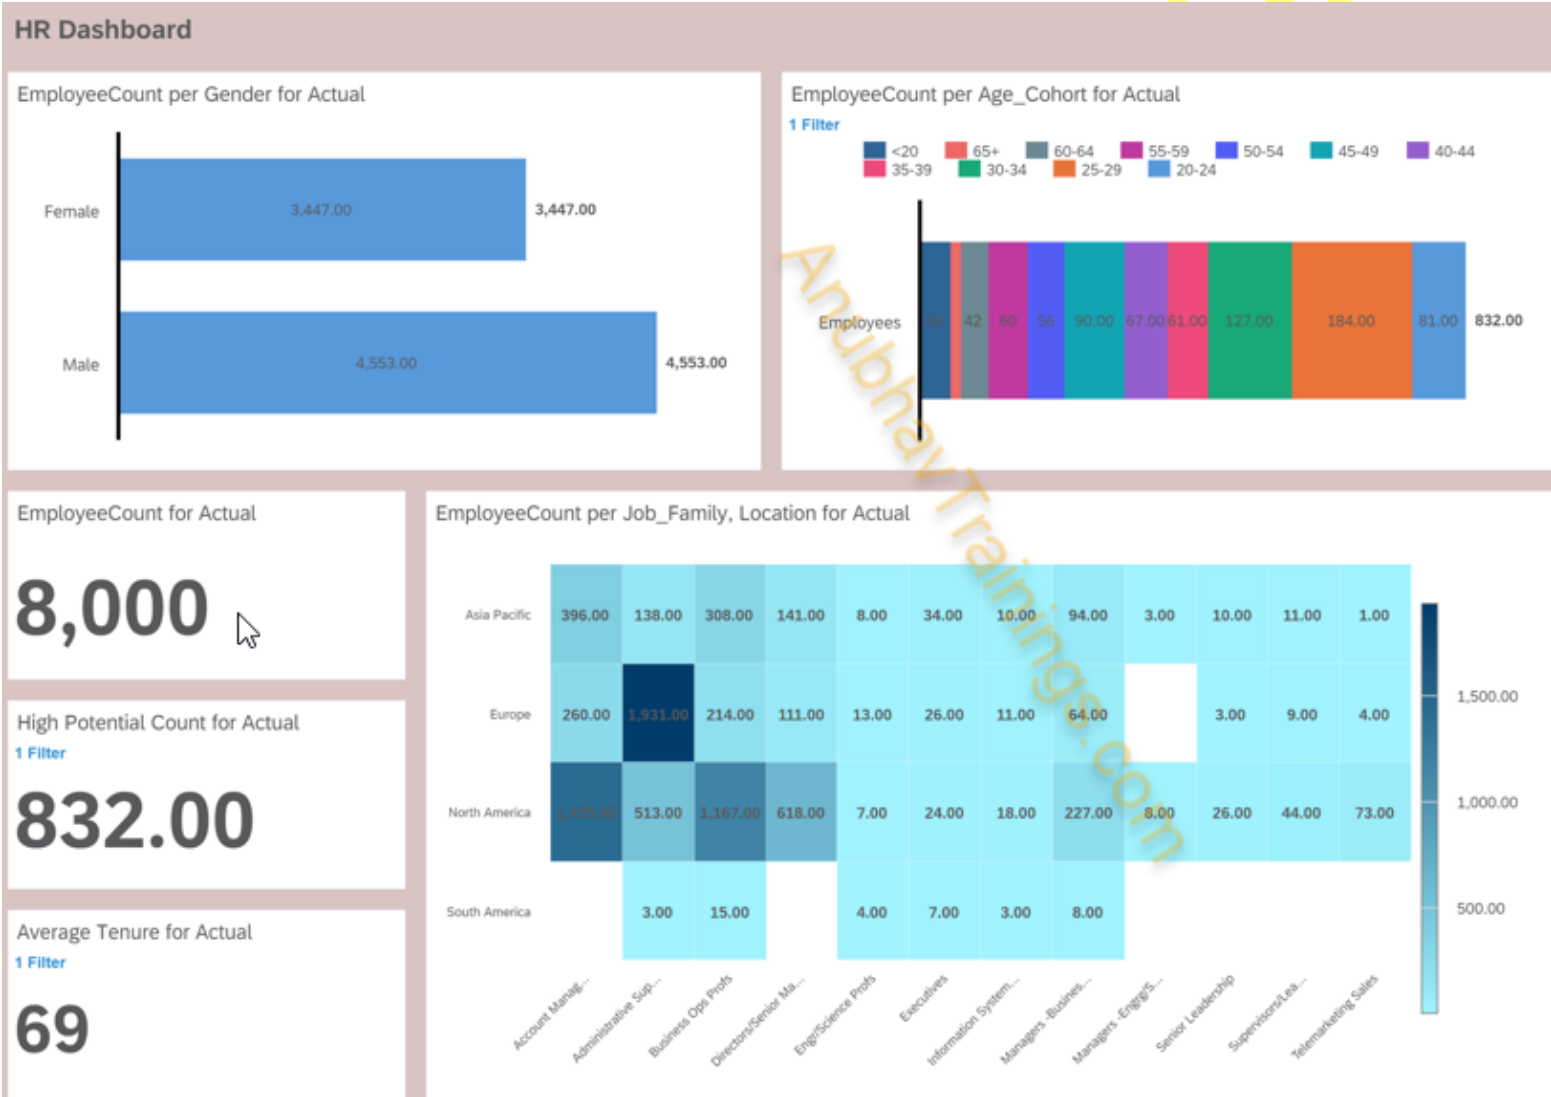 HR Dashboard
EmployeeCount per Gender for Actual
Female
3,447.00
3,447.00
Male
4,553.00
4,553.00
EmployeeCount per Age_Cohort for Actual
1 Filter
<20 65+ 60-64 55-59 50-54 45-49 40-44
35-39 30-34 25-29 20-24
Employees 42 60 56 90.00 67.00 61.00 127.00 184.00 81.00 832.00
EmployeeCount for Actual
8,000
High Potential Count for Actual
1 Filter
832.00
Average Tenure for Actual
1 Filter
69
EmployeeCount per Job_Family, Location for Actual
Asia Pacific 396.00 138.00 308.00 141.00 8.00 34.00 10.00 94.00 3.00 10.00 11.00 1.00
Europe 260.00 1,931.00 214.00 111.00 13.00 26.00 11.00 64.00 3.00 9.00 4.00
North America 513.00 1,167.00 618.00 7.00 24.00 18.00 227.00 8.00 26.00 44.00 73.00
South America 3.00 15.00 4.00 7.00 3.00 8.00
Account Manag...
Administrative Sup...
Business Ops Profs
Directors/Senior Ma...
Engr/Science Profs
Executives
Information System...
Managers -Busines...
Managers -Engrg/S...
Senior Leadership
Supervisors/Lea...
Telemarketing Sales
1,500.00
1,000.00
500.00
AnubhavTrainings.com